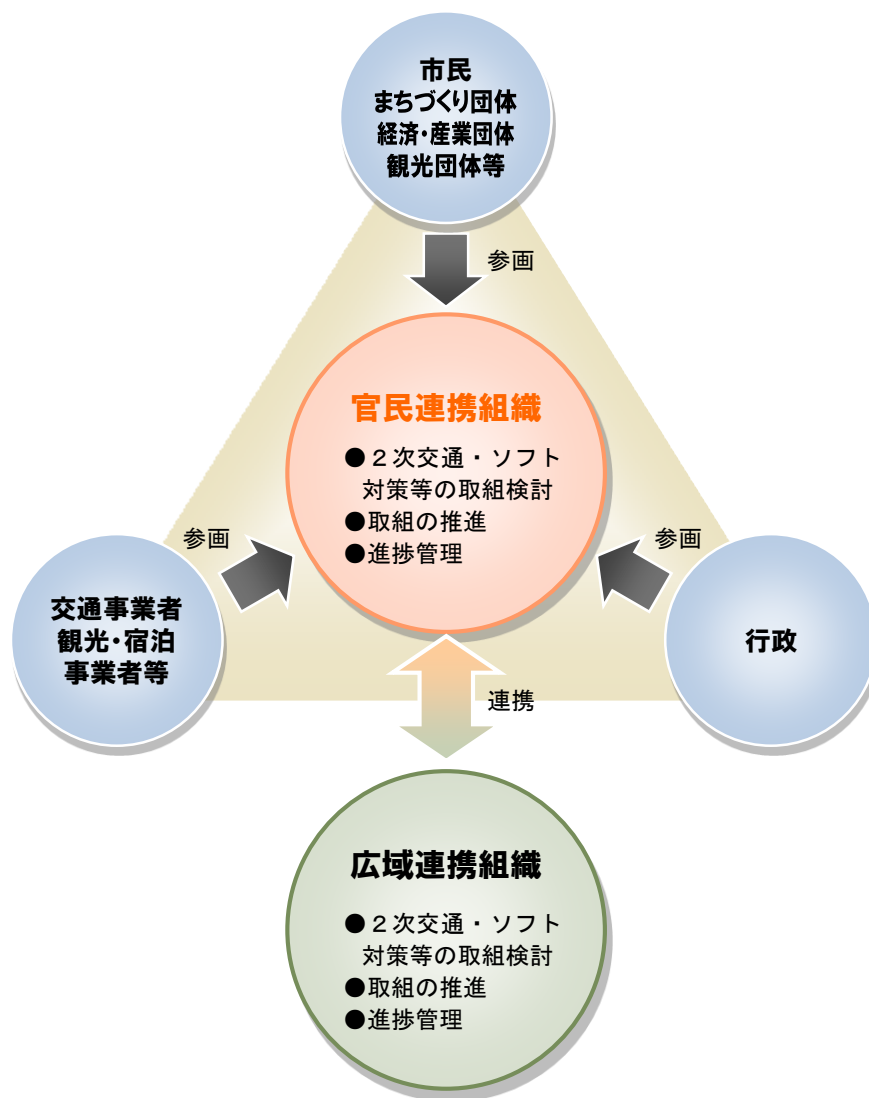 市民
まちづくり団体
経済・産業団体
観光団体等
参画
官民連携組織
●２次交通・ソフト
対策等の取組検討
●取組の推進
●進捗管理
参画
参画
交通事業者
観光・宿泊
事業者等
行政
連携
広域連携組織
●２次交通・ソフト
対策等の取組検討
●取組の推進
●進捗管理